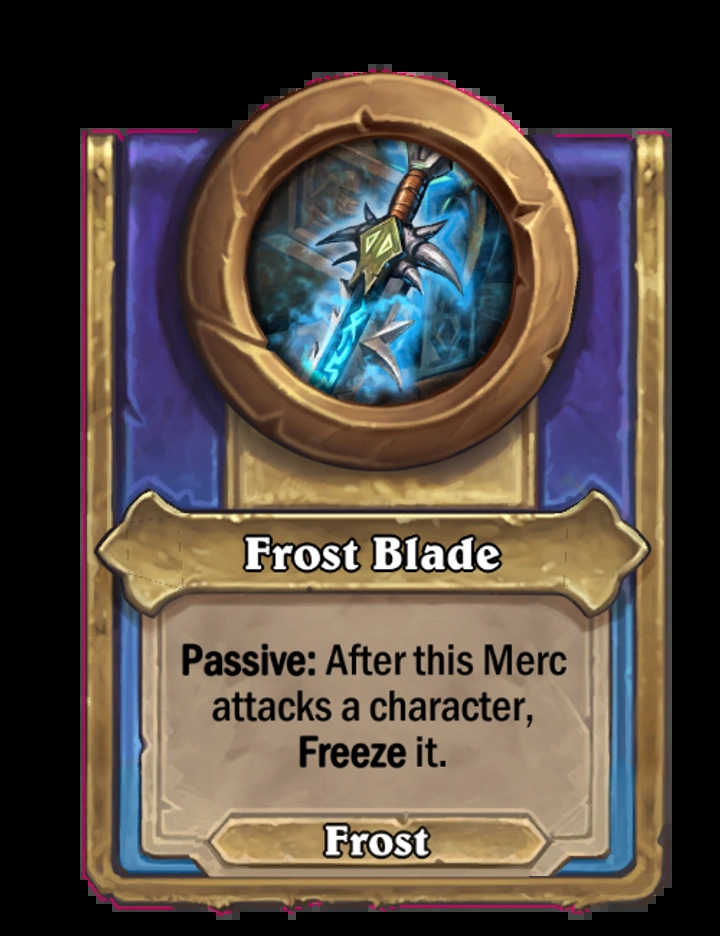 Frost Blade
Passive: After this Merc
attacks a character,
Freeze it.
Frost